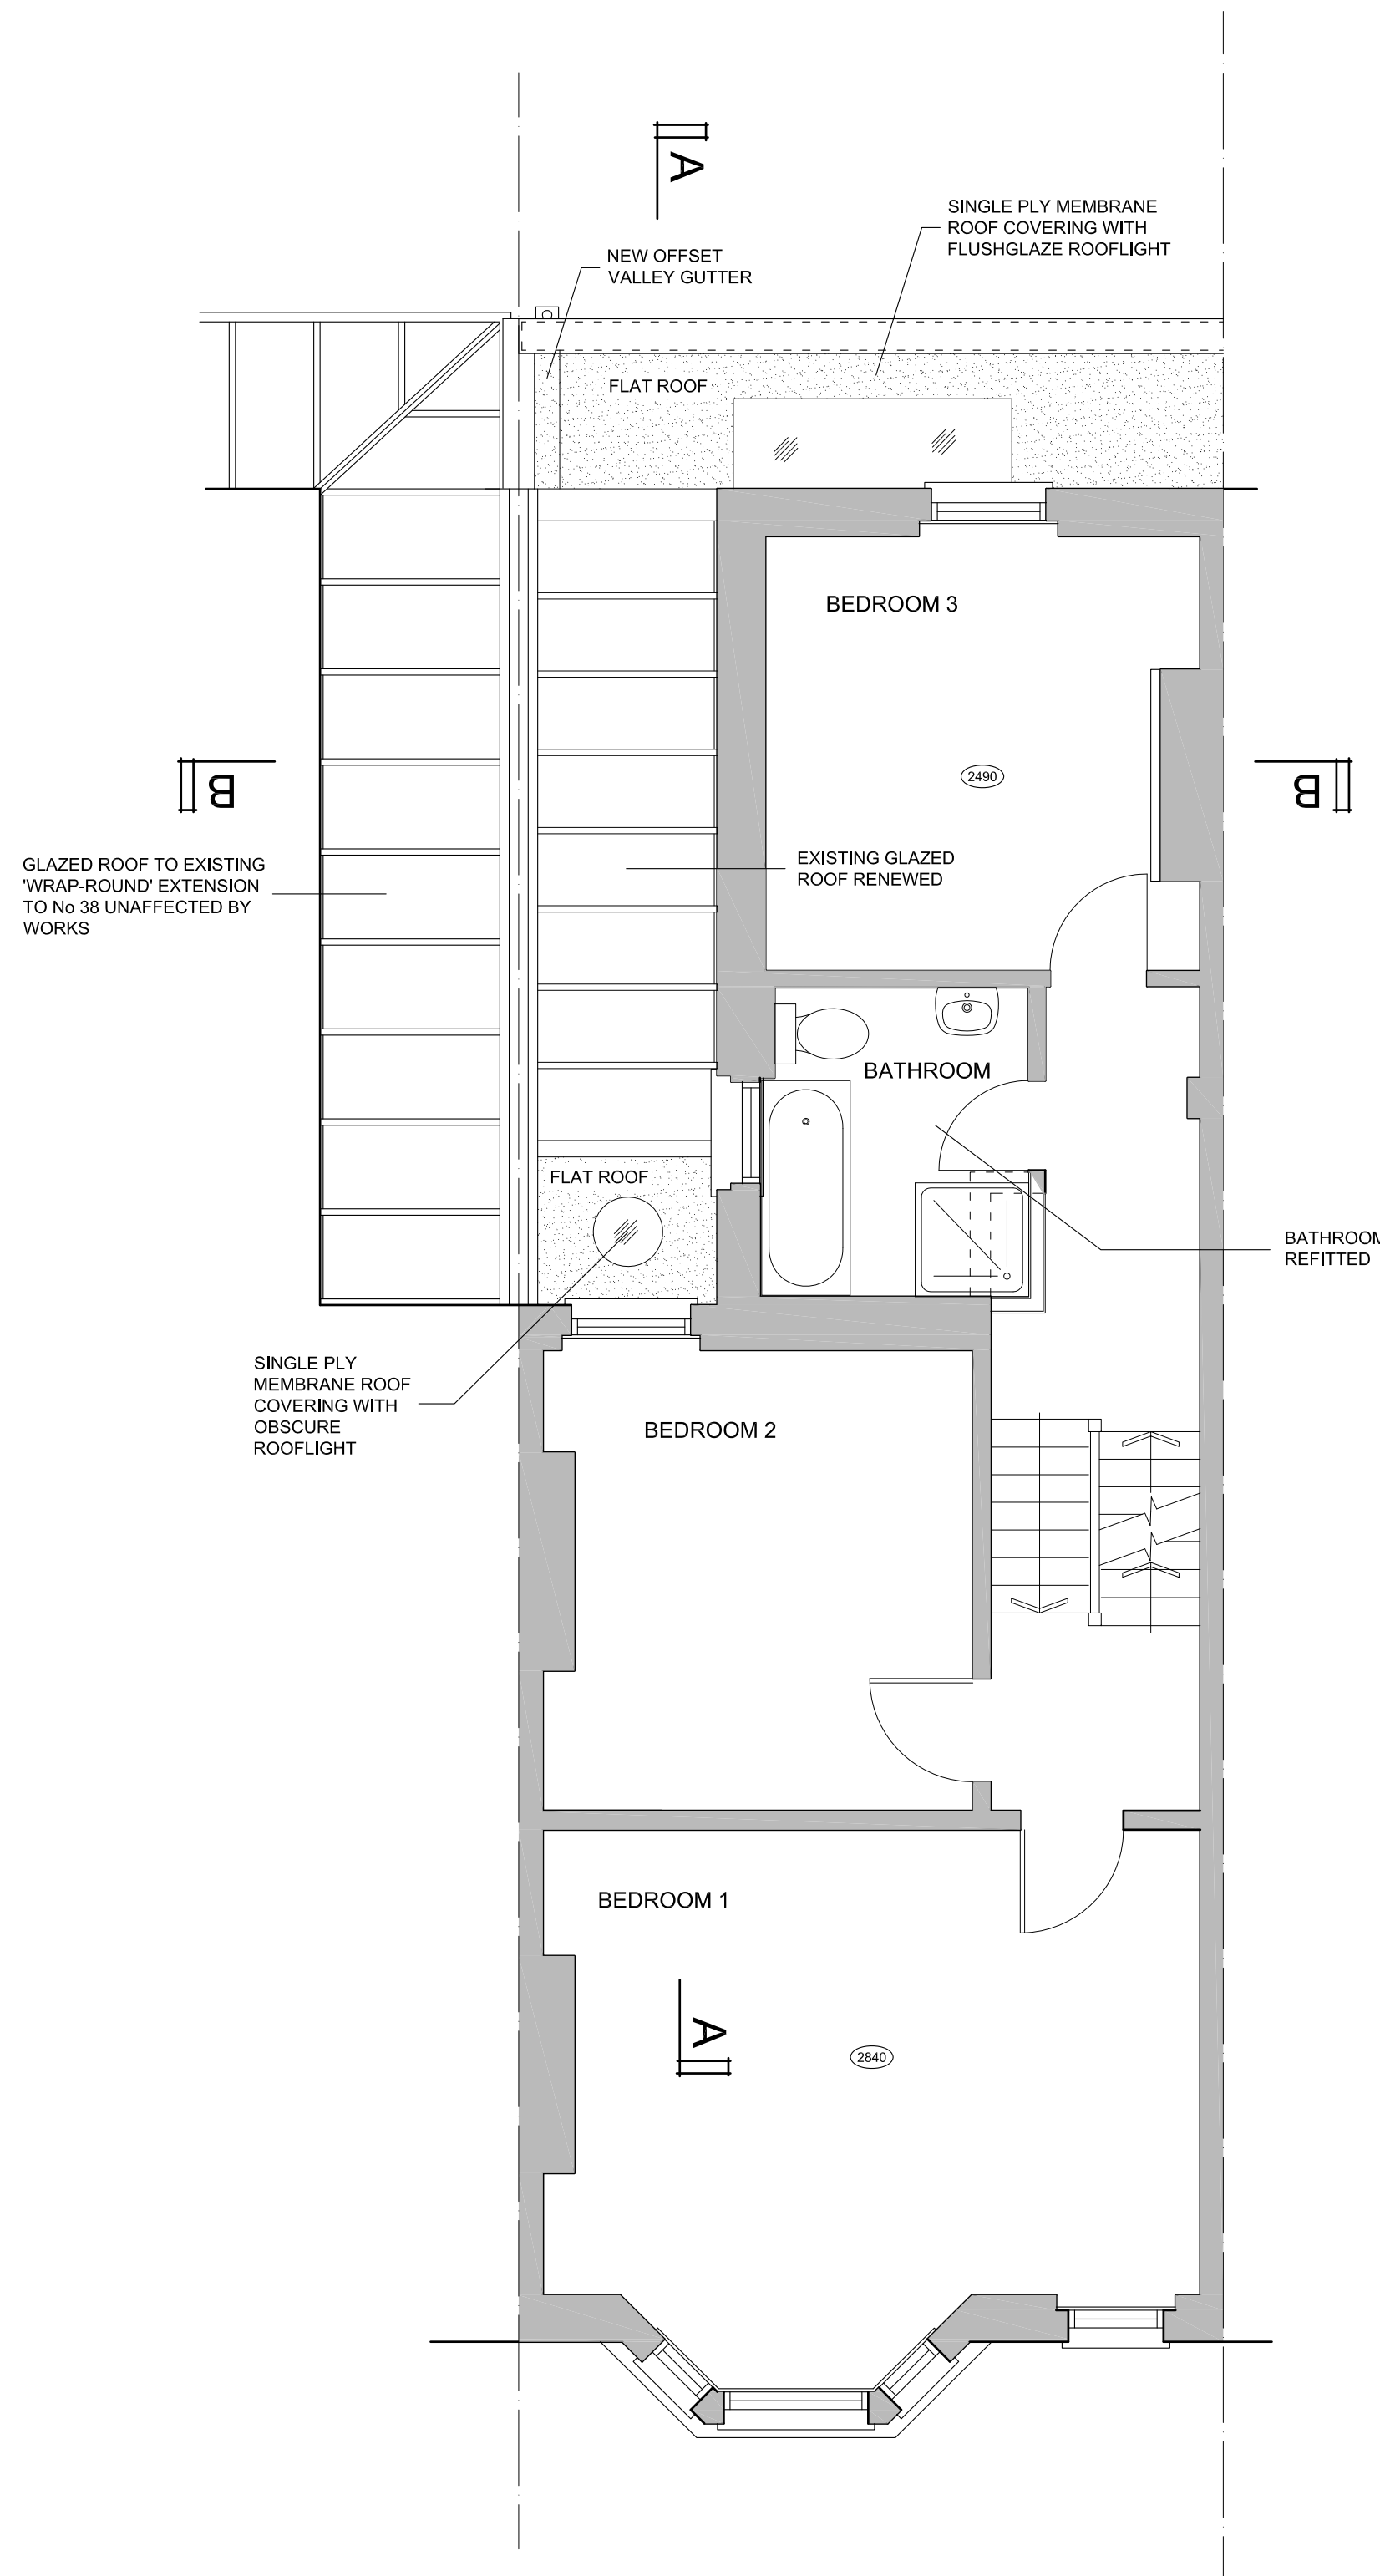 A
SINGLE PLY MEMBRANE
ROOF COVERING WITH
FLUSHGLAZE ROOFLIGHT
NEW OFFSET
VALLEY GUTTER
FLAT ROOF
BEDROOM 3
2490
B
B
GLAZED ROOF TO EXISTING
'WRAP-ROUND' EXTENSION
TO No 38 UNAFFECTED BY
WORKS
EXISTING GLAZED
ROOF RENEWED
BATHROOM
FLAT ROOF
BATHROOM
REFITTED
SINGLE PLY
MEMBRANE ROOF
COVERING WITH
OBSCURE
ROOFLIGHT
BEDROOM 2
BEDROOM 1
A
2840